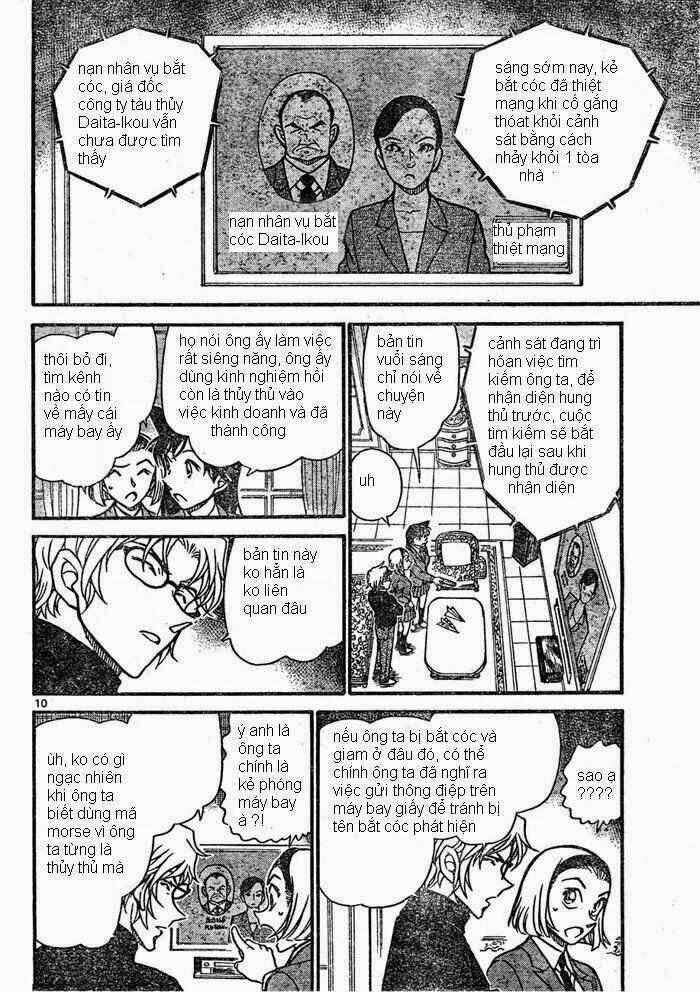 nạn nhân vụ bắt
cóc, giá đốc
công ty tàu thủy
Daita-Ikou vẫn
chưa được tìm
thấy
sáng sớm nay, kẻ
bắt cóc đã thiệt
mạng khi cố gắng
thóat khỏi cảnh
sát bằng cách
nhảy khỏi 1 tòa
nhà
nạn nhân vụ bắt
cóc Daita-Ikou
thủ phạm
thiệt mạng
thôi bỏ đi,
tìm kênh
nào có tin
về mấy cái
máy bay ấy
họ nói ông ấy làm việc
rất siêng năng, ông ấy
dùng kinh nghiệm hồi
còn là thủy thủ vào
việc kinh doanh và đã
thành công
bản tin
vuổi sáng
chỉ nói về
chuyện
này
uh
cảnh sát đang trì
hõan việc tìm
kiếm ông ta, để
nhận diện hung
thủ trước, cuộc
tìm kiếm sẽ bắt
đầu lại sau khi
hung thủ được
nhận diện
bản tin này
ko hẳn là
ko liên
quan đâu
10
ùh, ko có gì
ngạc nhiên
khi ông ta
biết dùng mã
morse vì ông
ta từng là
thủy thủ mà
ý anh là
ông ta
chính là
kẻ phóng
máy bay
à ?!
nếu ông ta bị bắt cóc và
giam ở đâu đó, có thể
chính ông ta đã nghĩ ra
việc gửi thông điệp trên
máy bay giấy để tránh bị
tên bắt cóc phát hiện
sao ạ
????